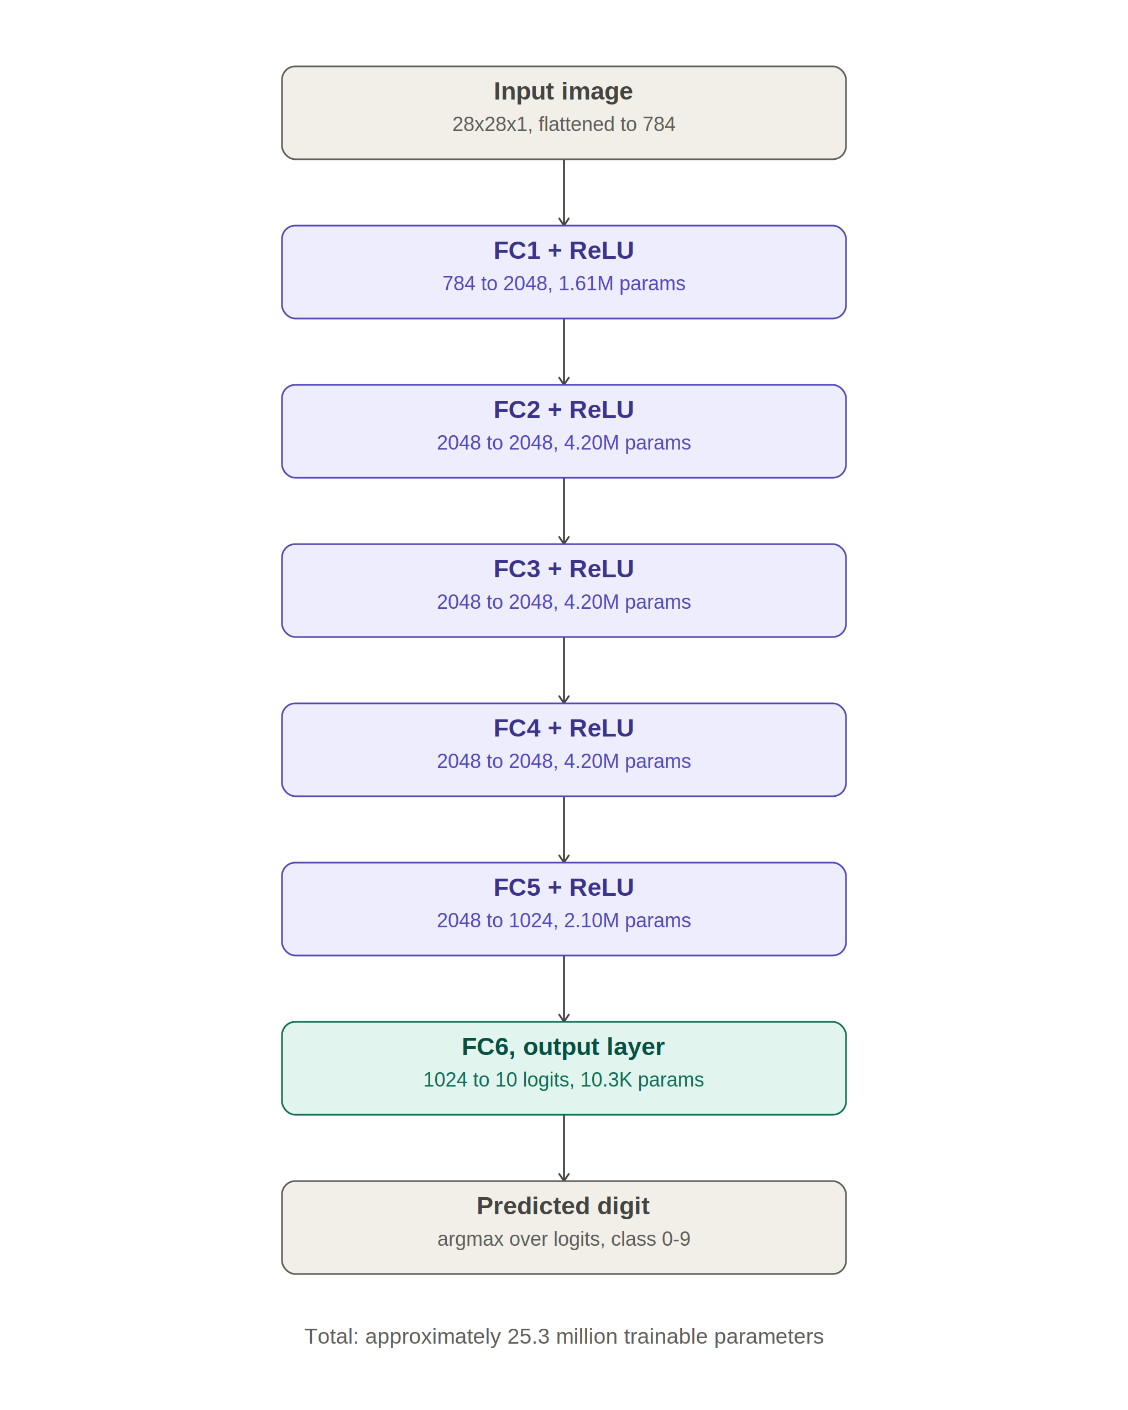 Input image
28x28x1, flattened to 784
FC1 + ReLU
784 to 2048, 1.61M params
FC2 + ReLU
2048 to 2048, 4.20M params
FC3 + ReLU
2048 to 2048, 4.20M params
FC4 + ReLU
2048 to 2048, 4.20M params
FC5 + ReLU
2048 to 1024, 2.10M params
FC6, output layer
1024 to 10 logits, 10.3K params
Predicted digit
argmax over logits, class 0-9
Total: approximately 25.3 million trainable parameters